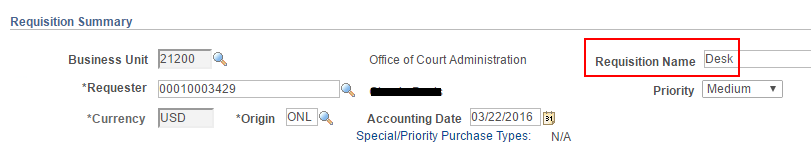 Requisition Summary
Business Unit 21200 Office of Court Administration Requisition Name Desk
*Requester 00010003429 Priority Medium
*Currency USD *Origin ONL Accounting Date 03/22/2016 31
Special/Priority Purchase Types: N/A